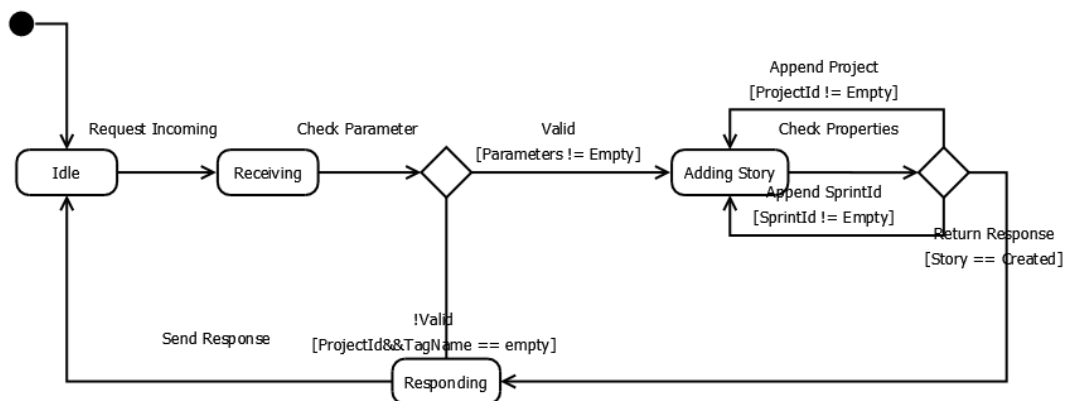 Append Project
[ProjectId != Empty]
Request Incoming
Check Parameter
Valid
[Parameters != Empty]
Check Properties
Idle
Receiving
Adding Story
Append SprintId
[SprintId != Empty]
Return Response
[Story == Created]
!Valid
[ProjectId&&TagName == empty]
Send Response
Responding